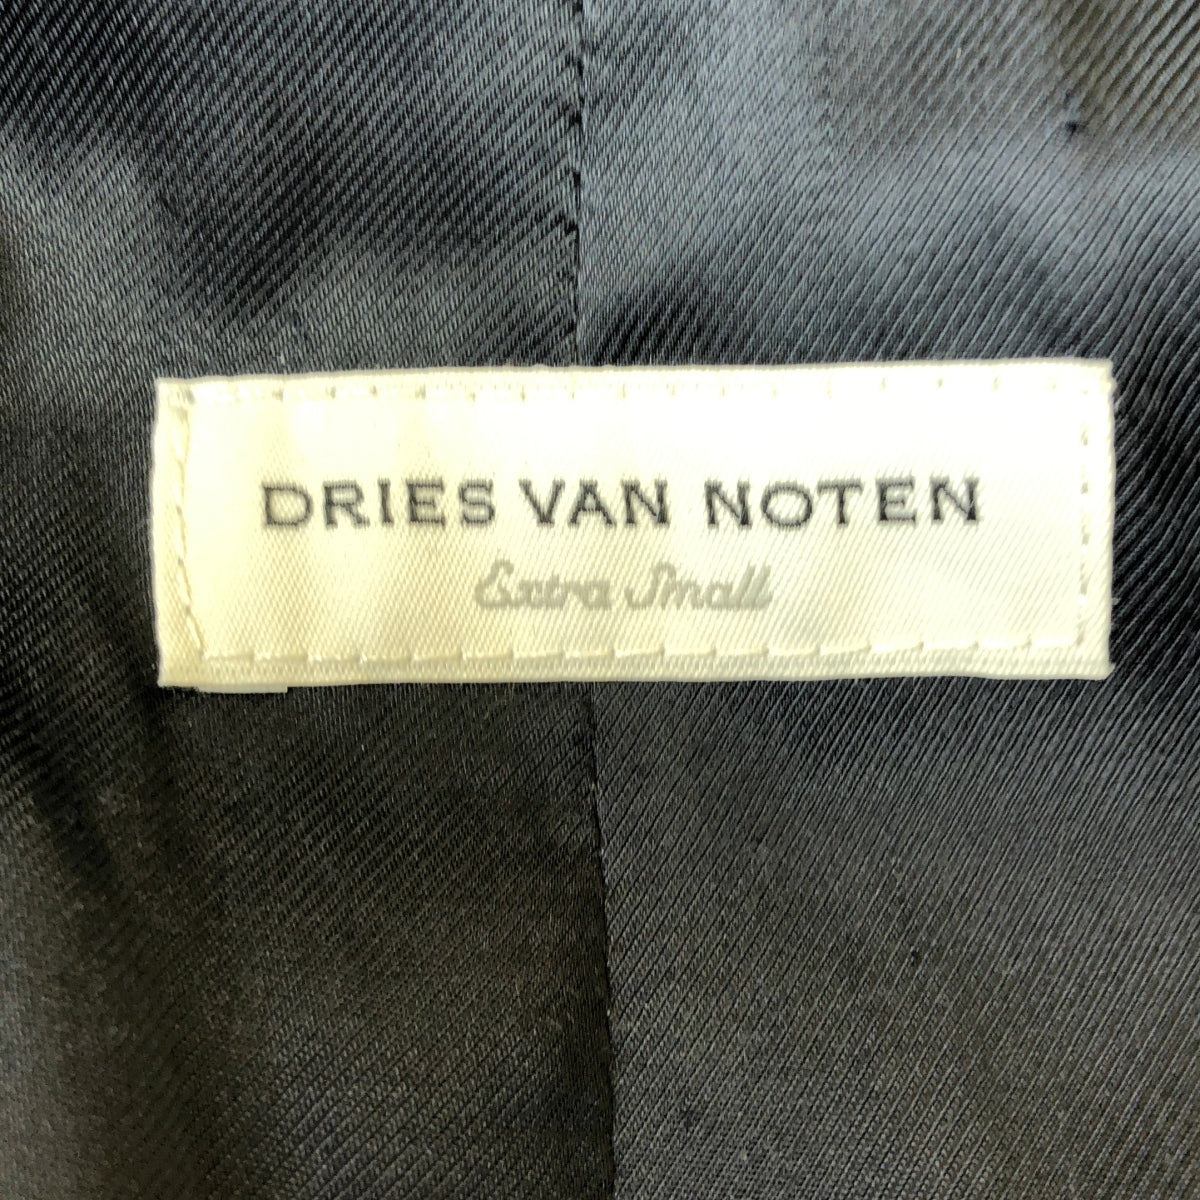 DRIES VAN NOTEN
Extra Small